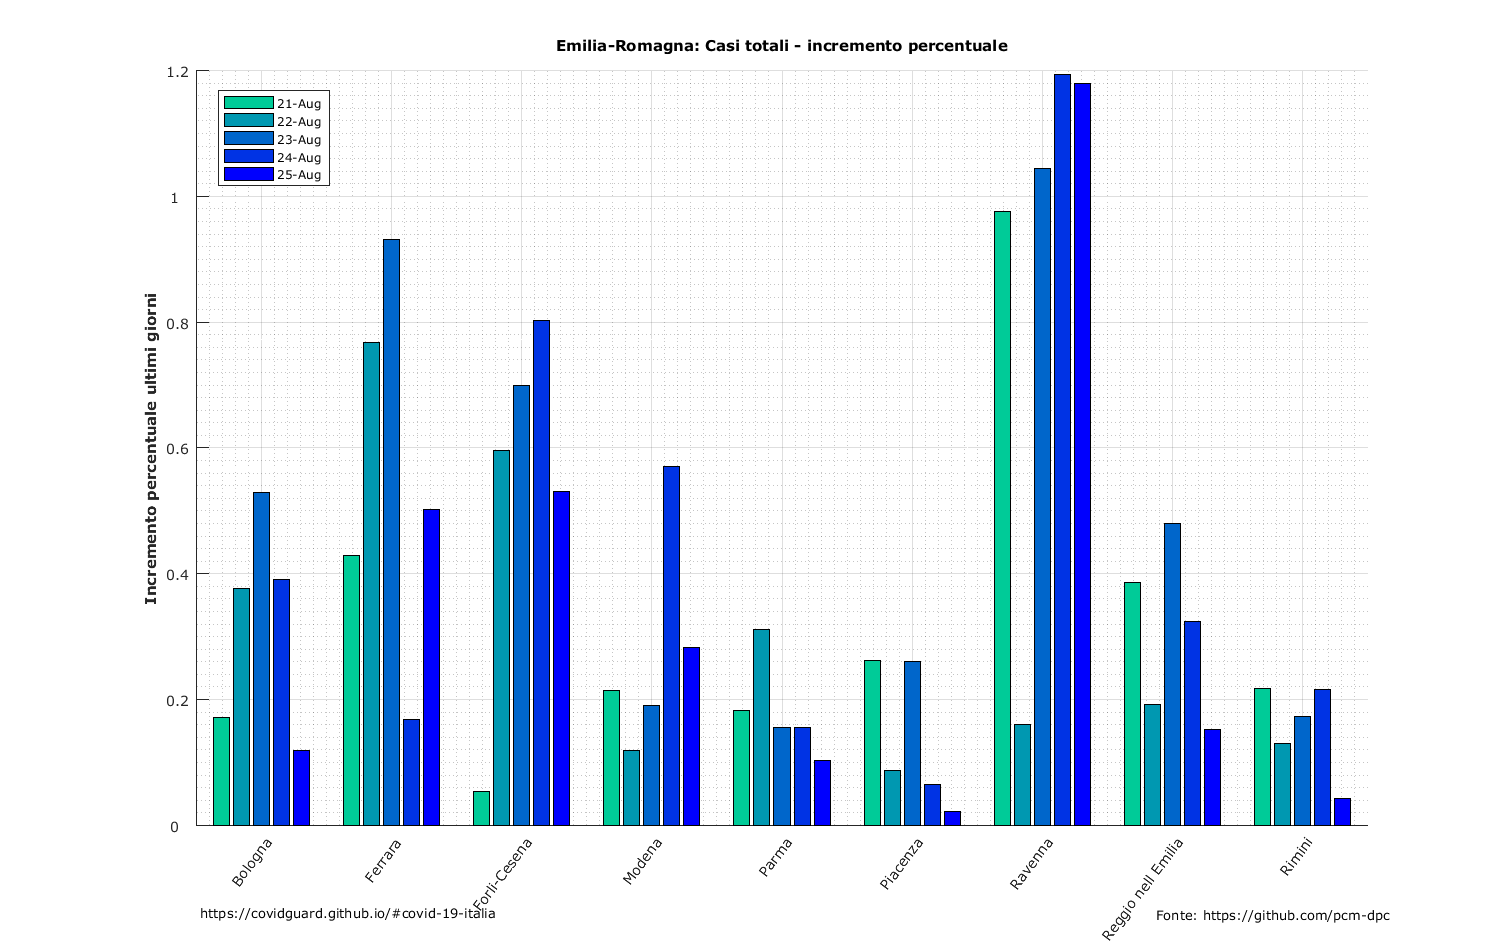 Emilia-Romagna: Casi totali - incremento percentuale
1.2
1
0.8
0.6
0.4
0.2
0
Incremento percentuale ultimi giorni
21-Aug
22-Aug
23-Aug
24-Aug
25-Aug
Bologna
Ferrara
Forlì-Cesena
Modena
Parma
Piacenza
Ravenna
Reggio nell Emilia
Rimini
https://covidguard.github.io/#covid-19-italia
Fonte: https://github.com/pcm-dpc